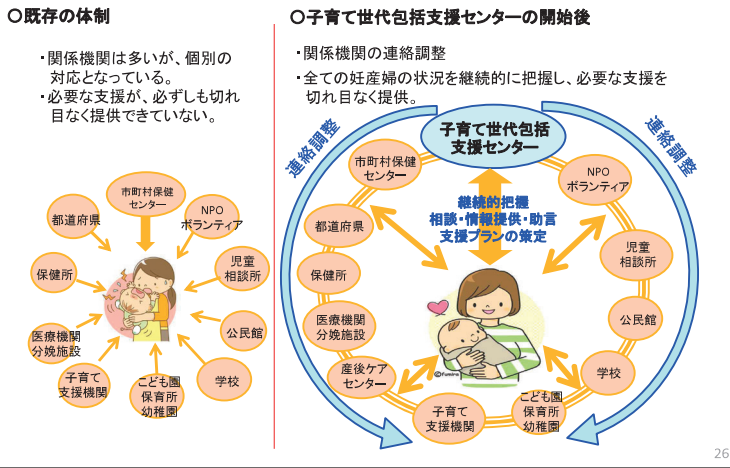 ○既存の体制
・関係機関は多いが、個別の
対応となっている。
・必要な支援が、必ずしも切れ
目なく提供できていない。
市町村保健
センター
都道府県
NPO
ボランティア
保健所
児童
相談所
医療機関
分娩施設
公民館
子育て
支援機関
こども園
保育所
幼稚園
学校
○子育て世代包括支援センターの開始後
・関係機関の連絡調整
・全ての妊産婦の状況を継続的に把握し、必要な支援を
切れ目なく提供。
子育て世代包括
支援センター
連絡調整
連絡調整
市町村保健
センター
NPO
ボランティア
継続的把握
相談・情報提供・助言
支援プランの策定
都道府県
児童
相談所
保健所
医療機関
分娩施設
公民館
産後ケア
センター
学校
子育て
支援機関
こども園
保育所
幼稚園
©fumira
26